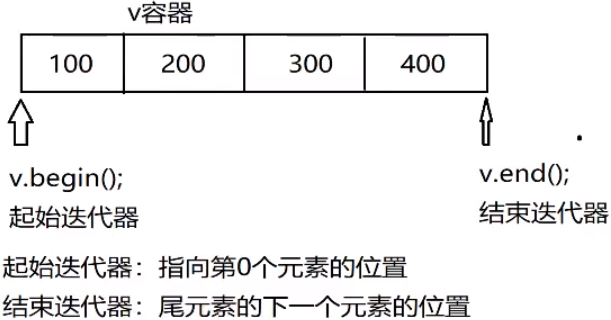 v容器
100 200 300 400
v.begin(); v.end();
起始迭代器 结束迭代器
起始迭代器：指向第0个元素的位置
结束迭代器：尾元素的下一个元素的位置